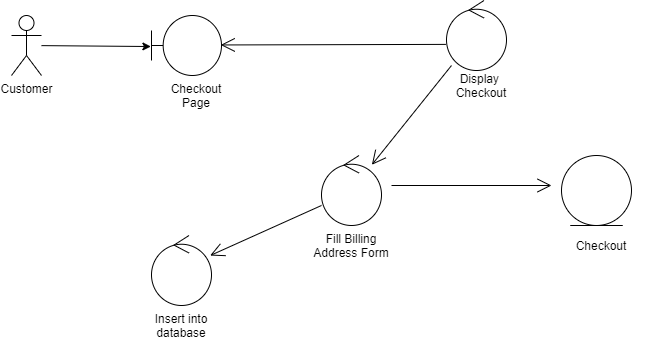 Customer
Checkout
Page
Display
Checkout
Fill Billing
Address Form
Checkout
Insert into
database